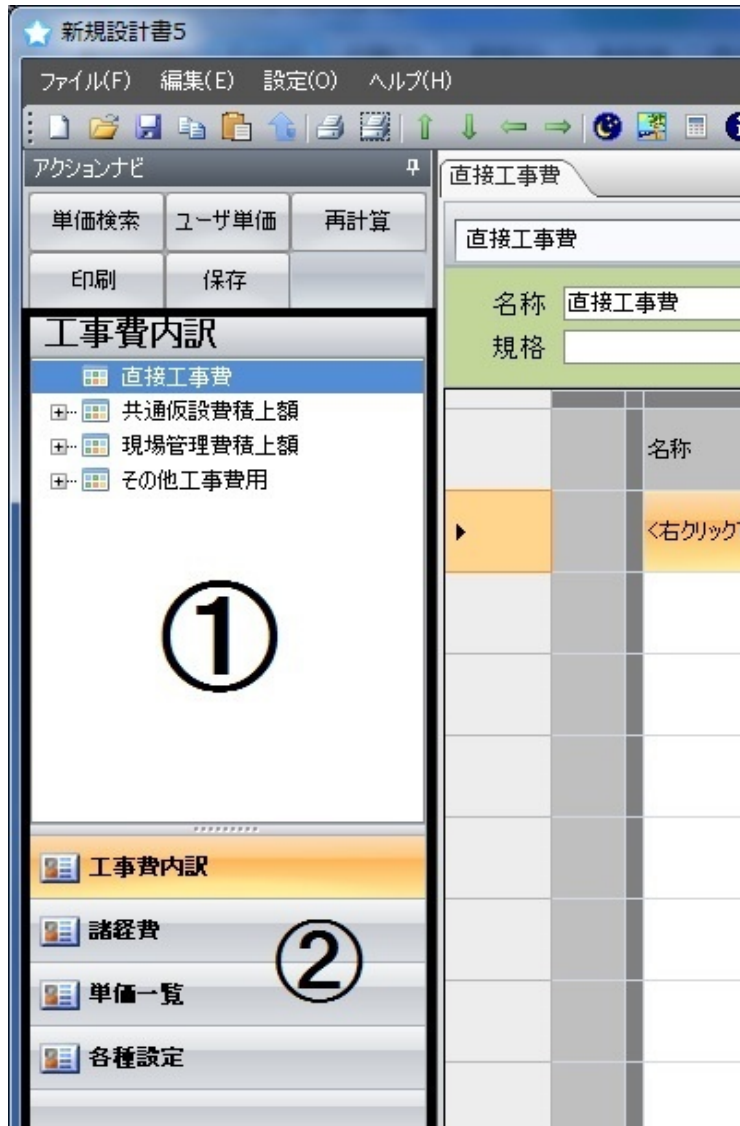 新規設計書5
ファイル(F) 編集(E) 設定(O) ヘルプ(H)
アクションナビ
単価検索 ユーザ単価 再計算
印刷 保存
工事費内訳
直接工事費
共通仮設費積上額
現場管理費積上額
その他工事費用
①
工事費内訳
諸経費
②
単価一覧
各種設定
直接工事費
直接工事費
名称 直接工事費
規格
名称
<右クリックで